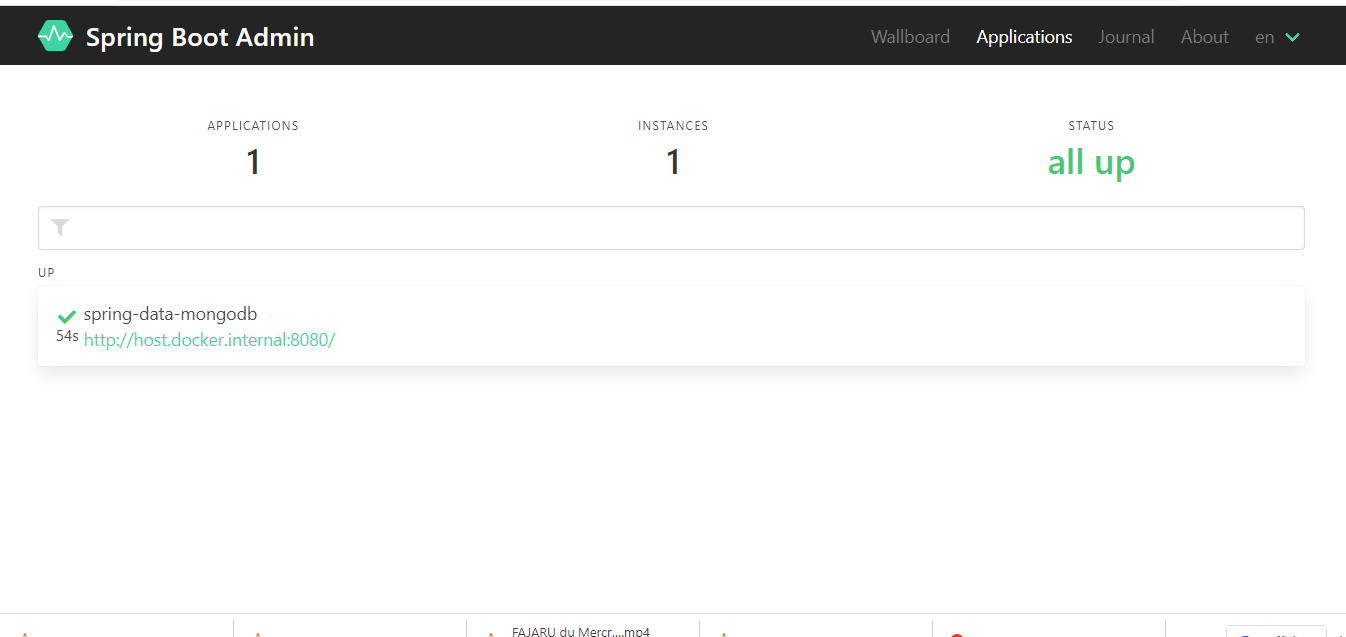 Spring Boot Admin
Wallboard Applications Journal About en
APPLICATIONS INSTANCES STATUS
1 1 all up
UP
spring-data-mongodb
54s http://host.docker.internal:8080/
FAJARU du Mercr....mp4